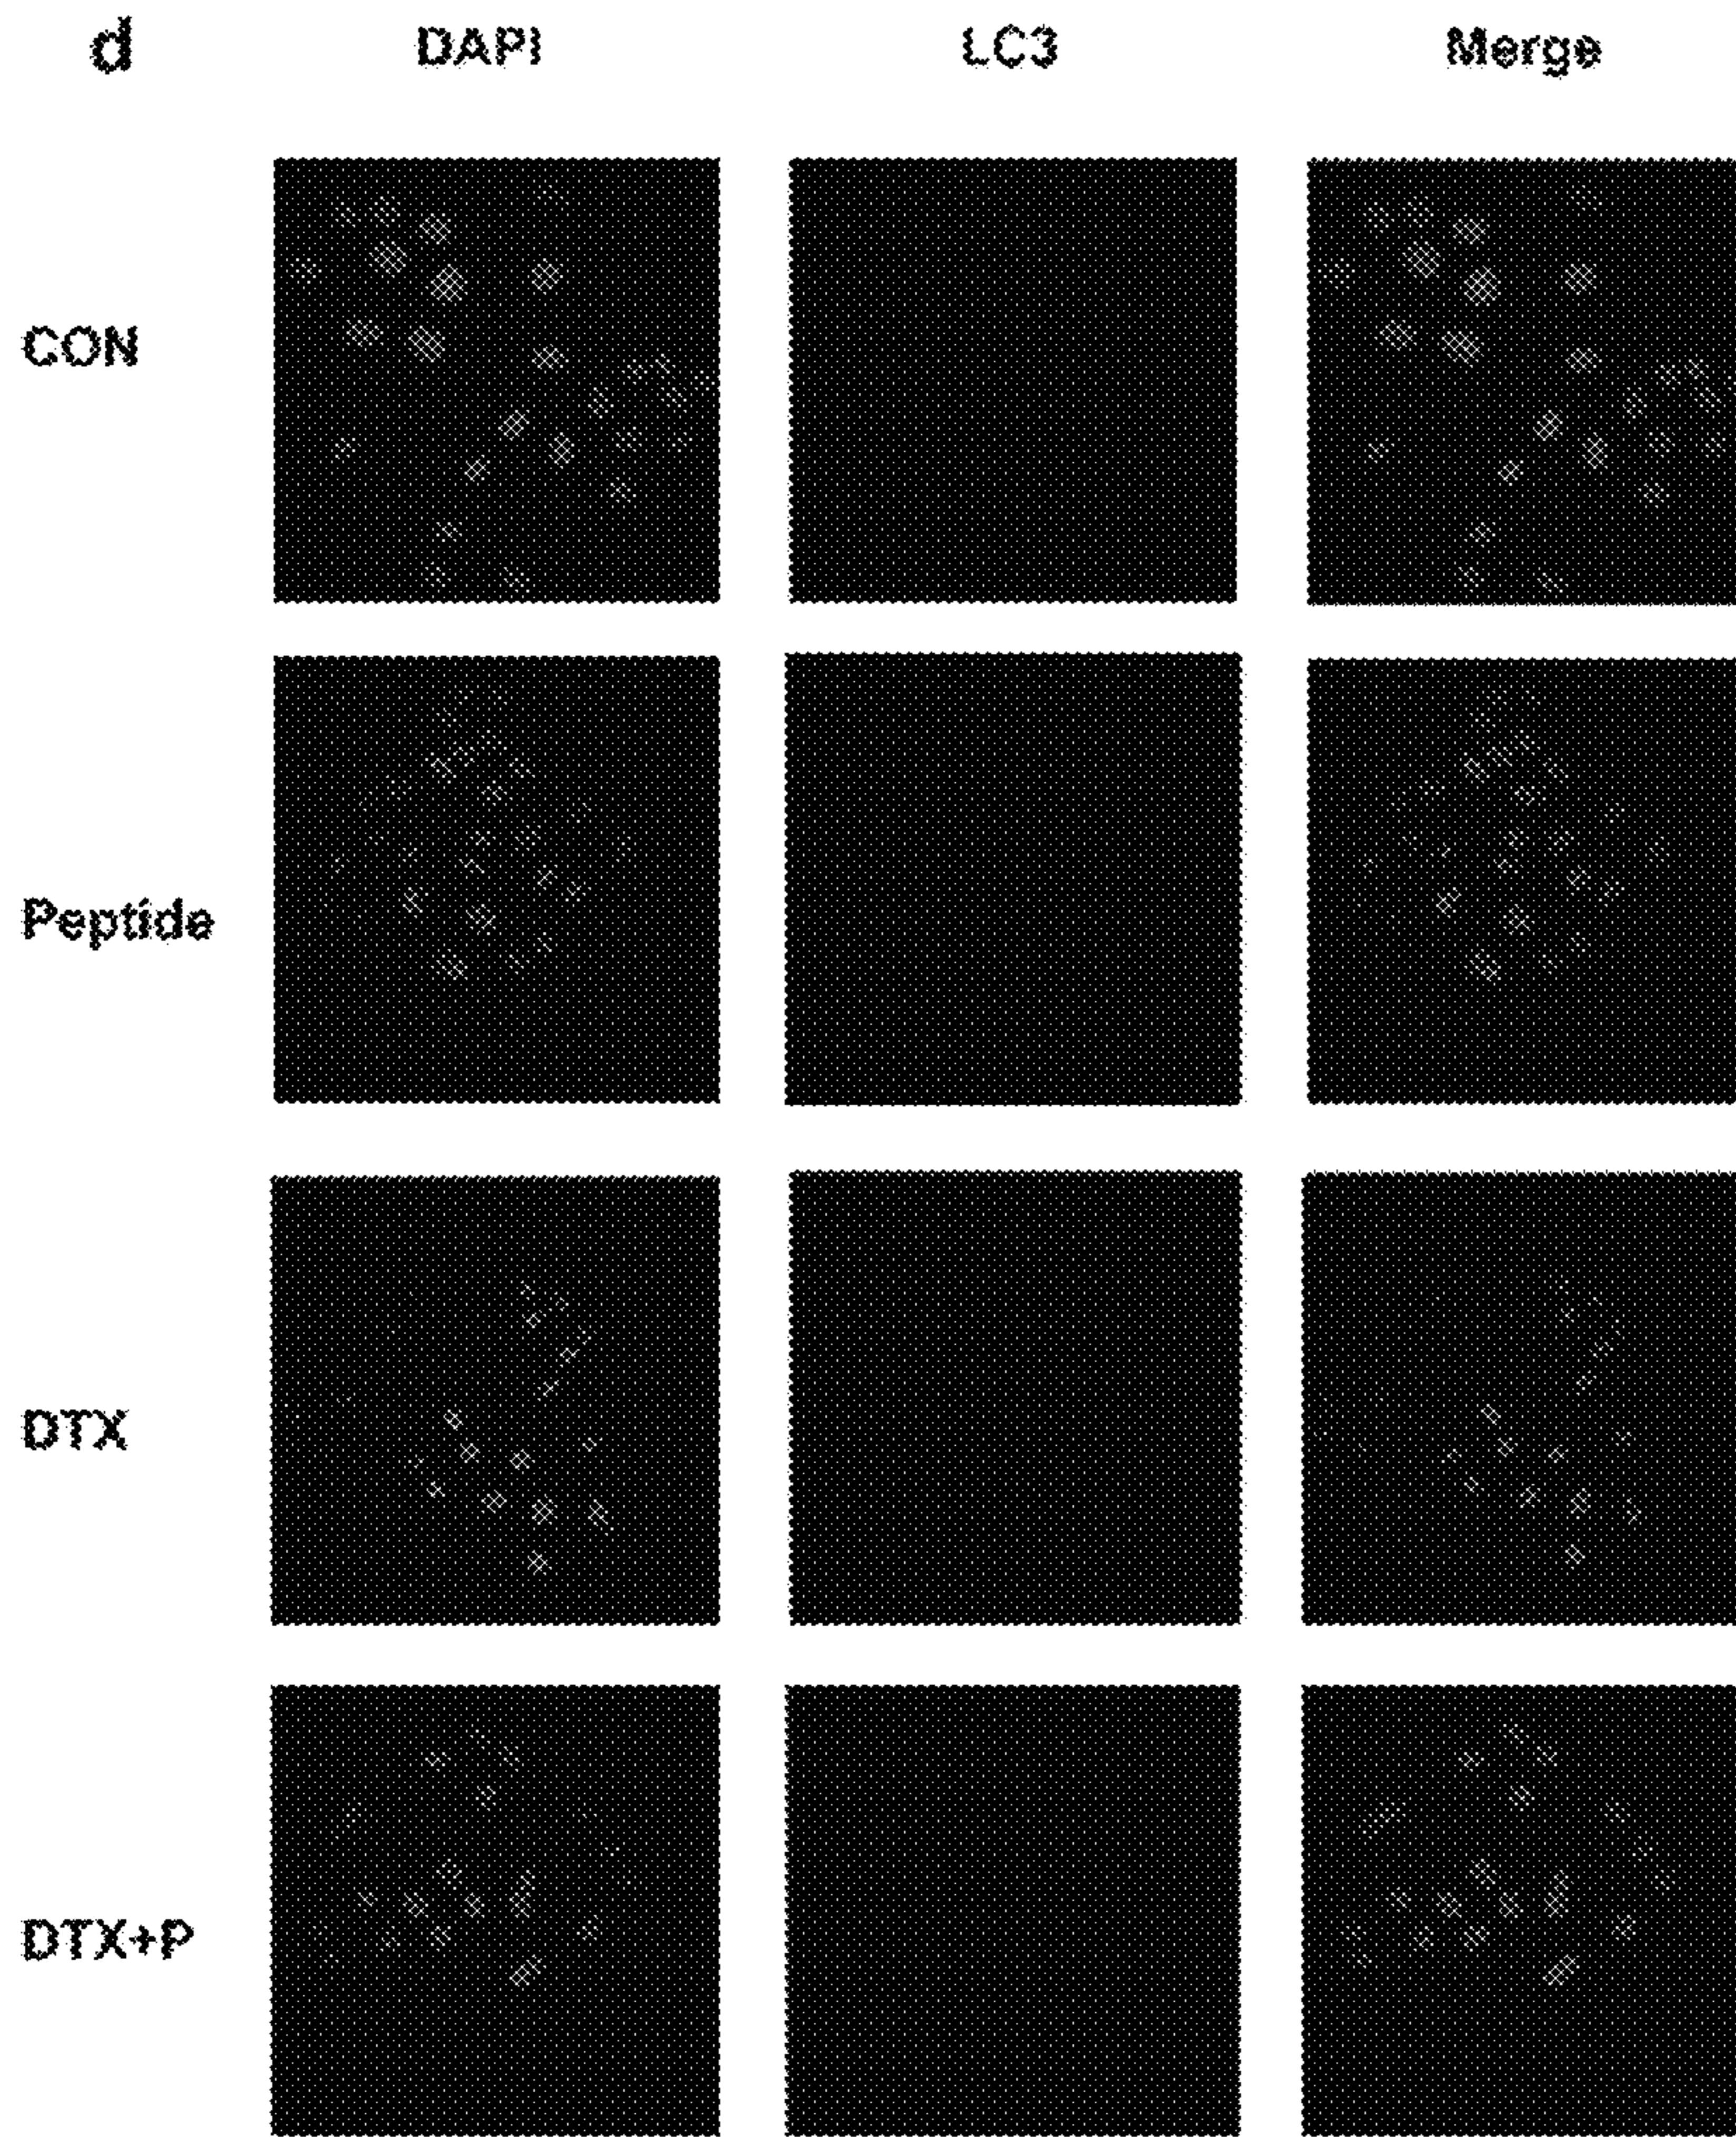 d DAPI LC3 Merge
CON
Peptide
DTX
DTX+P